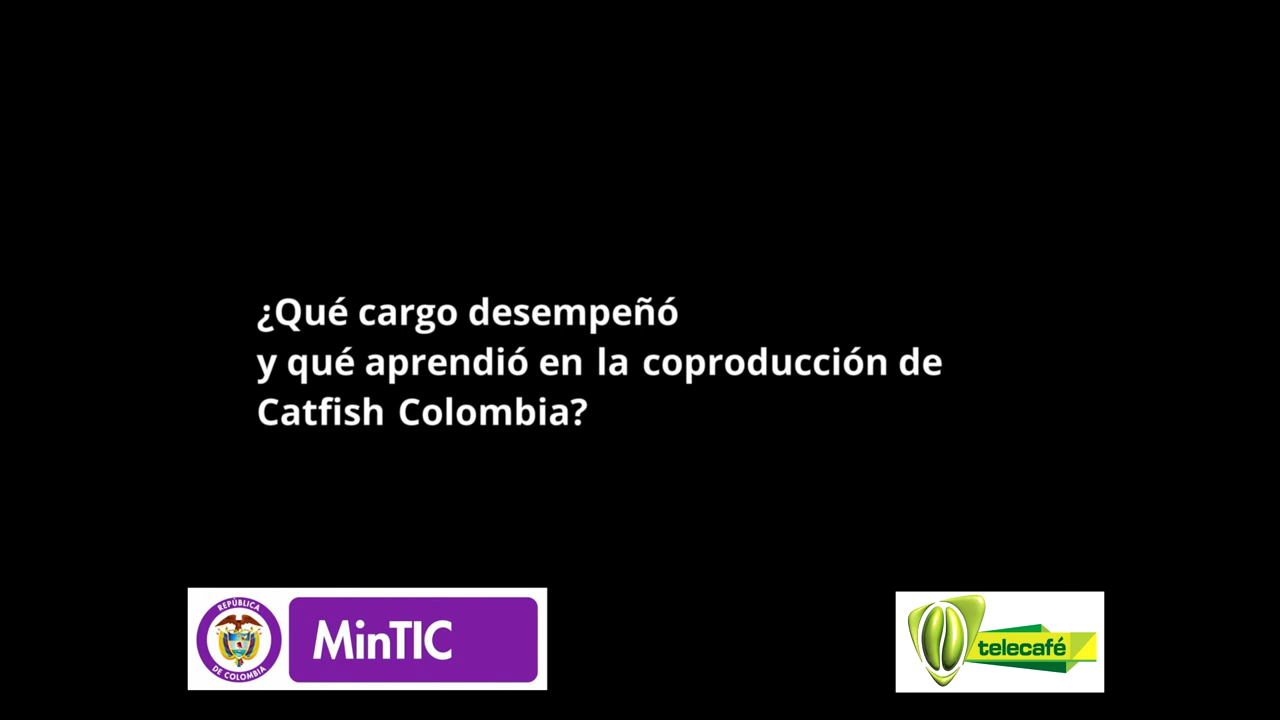 ¿Qué cargo desempeñó
y qué aprendió en la coproducción de
Catfish Colombia?
REPÚBLICA
DE COLOMBIA
MinTIC
telecafé